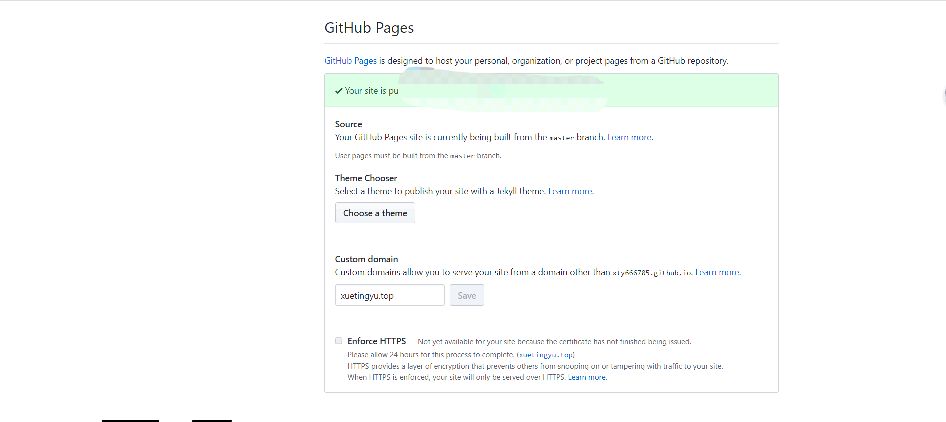 GitHub Pages
GitHub Pages is designed to host your personal, organization, or project pages from a GitHub repository.
✓ Your site is pu
Source
Your GitHub Pages site is currently being built from the master branch. Learn more.
User pages must be built from the master branch.
Theme Chooser
Select a theme to publish your site with a Jekyll theme. Learn more.
Choose a theme
Custom domain
Custom domains allow you to serve your site from a domain other than xty666785.github.io. Learn more.
xuetingyu.top
Save
Enforce HTTPS — Not yet available for your site because the certificate has not finished being issued.
Please allow 24 hours for this process to complete. (xuetingyu.top)
HTTPS provides a layer of encryption that prevents others from snooping on or tampering with traffic to your site.
When HTTPS is enforced, your site will only be served over HTTPS. Learn more.